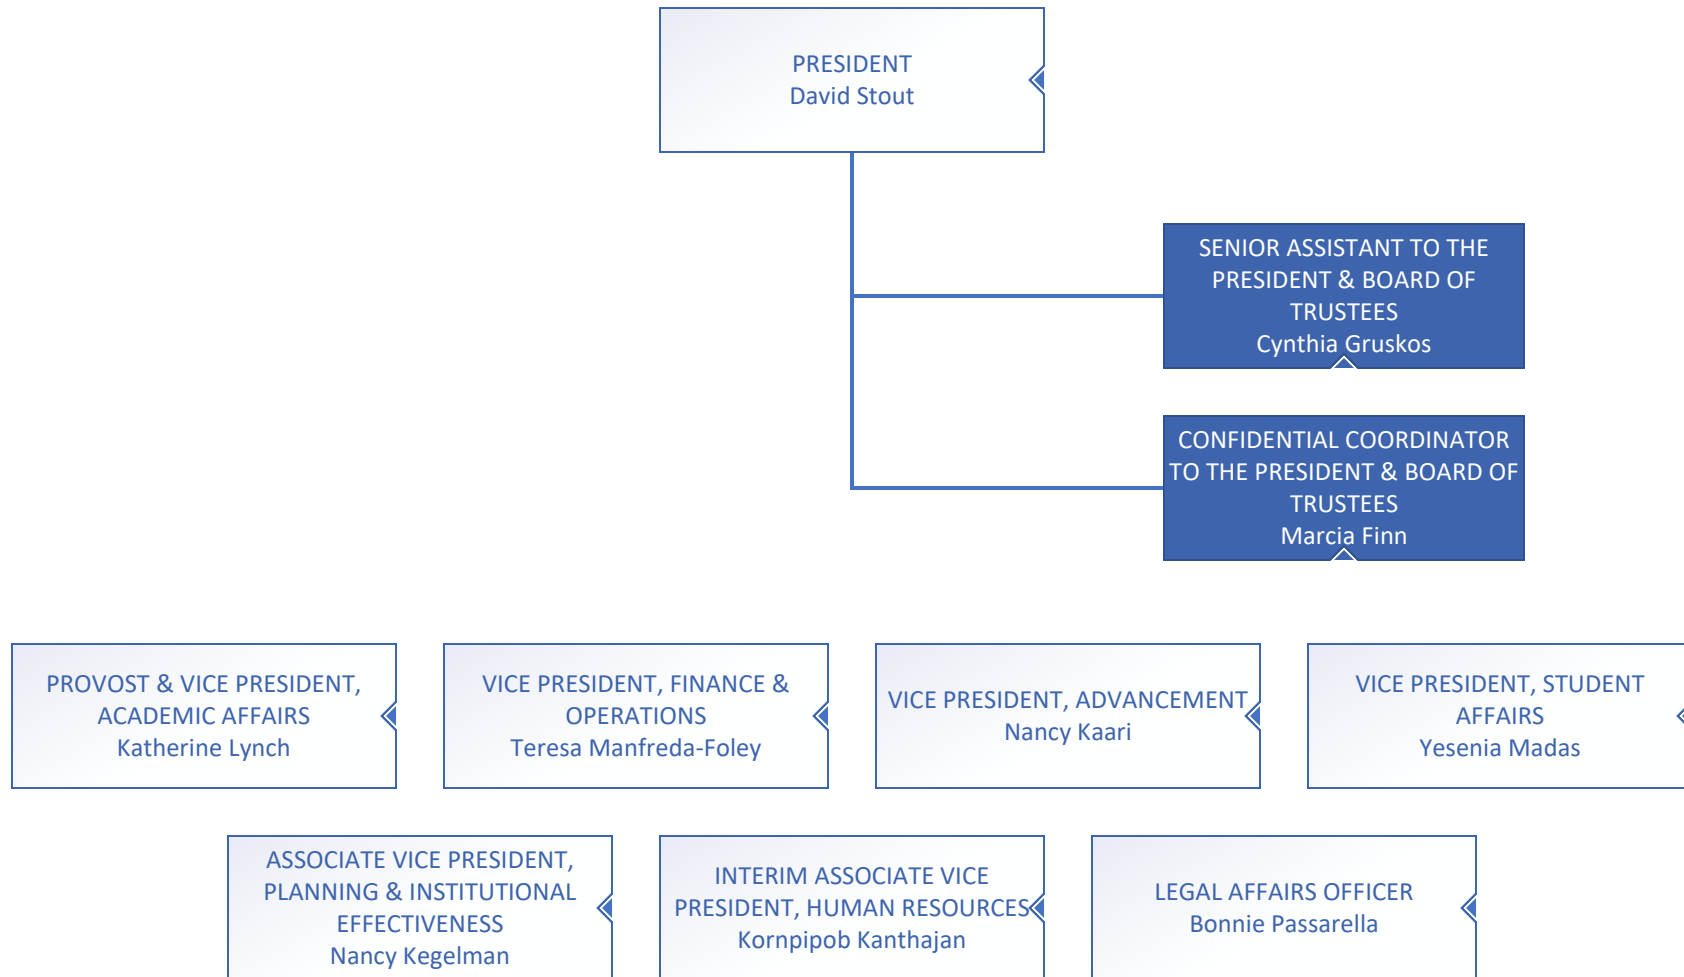 PRESIDENT
David Stout
SENIOR ASSISTANT TO THE
PRESIDENT & BOARD OF
TRUSTEES
Cynthia Gruskos
CONFIDENTIAL COORDINATOR
TO THE PRESIDENT & BOARD OF
TRUSTEES
Marcia Finn
PROVOST & VICE PRESIDENT,
ACADEMIC AFFAIRS
Katherine Lynch
VICE PRESIDENT, FINANCE &
OPERATIONS
Teresa Manfreda-Foley
VICE PRESIDENT, ADVANCEMENT
Nancy Kaari
VICE PRESIDENT, STUDENT
AFFAIRS
Yesenia Madas
ASSOCIATE VICE PRESIDENT,
PLANNING & INSTITUTIONAL
EFFECTIVENESS
Nancy Kegelman
INTERIM ASSOCIATE VICE
PRESIDENT, HUMAN RESOURCES
Kornpipob Kanthajan
LEGAL AFFAIRS OFFICER
Bonnie Passarella